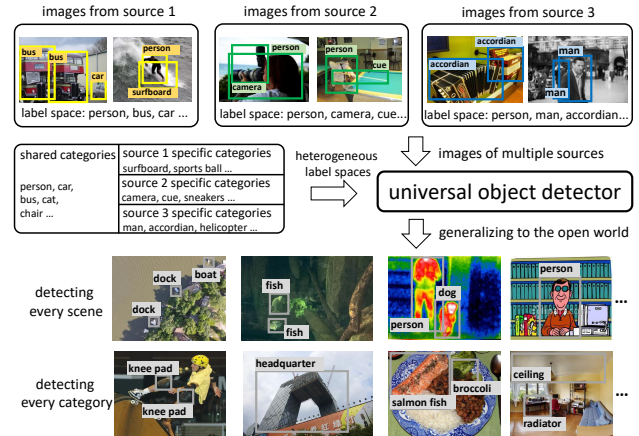 images from source 1
images from source 2
images from source 3
bus
bus
car
person
surfboard
label space: person, bus, car ...
person
camera
person
cue
label space: person, camera, cue...
accordian
accordian
man
man
label space: person, man, accordian...
shared categories
person, car,
bus, cat,
chair ...
source 1 specific categories
surfboard, sports ball ...
source 2 specific categories
camera, cue, sneakers ...
source 3 specific categories
man, accordian, helicopter ...
heterogeneous
label spaces
images of multiple sources
universal object detector
generalizing to the open world
detecting
every scene
dock
boat
dock
fish
fish
dog
person
person
...
detecting
every category
knee pad
knee pad
headquarter
broccoli
salmon fish
ceiling
radiator
...